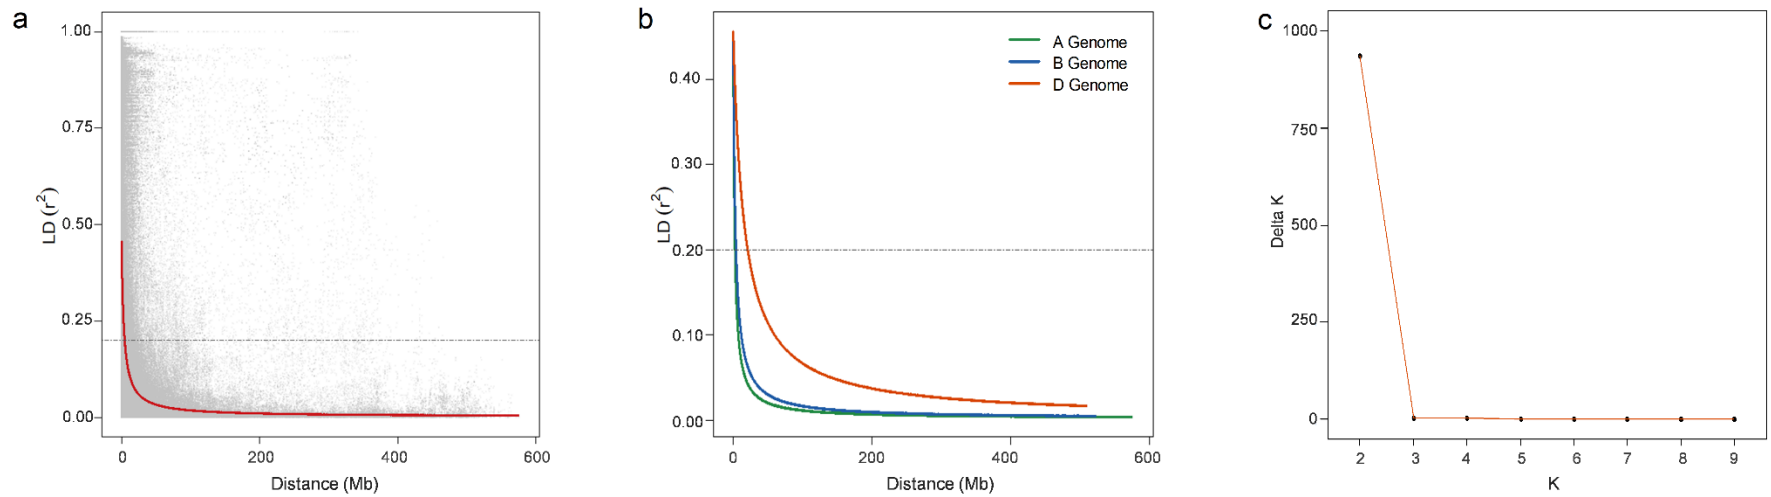 a
1.00
0.75
0.50
0.25
0.00
LD (r²)
0
200
400
600
Distance (Mb)
b
A Genome
B Genome
D Genome
0.40
0.30
0.20
0.10
0.00
LD (r²)
0
200
400
600
Distance (Mb)
c
1000
750
500
250
0
Delta K
2
3
4
5
6
7
8
9
K